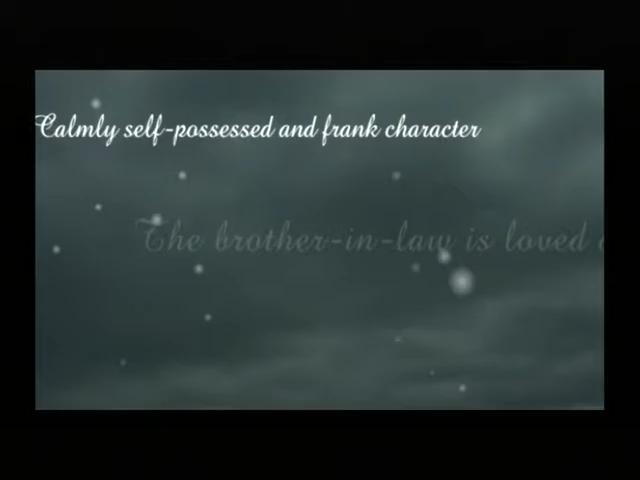 Calmly self-possessed and frank character
The brother-in-law is loved